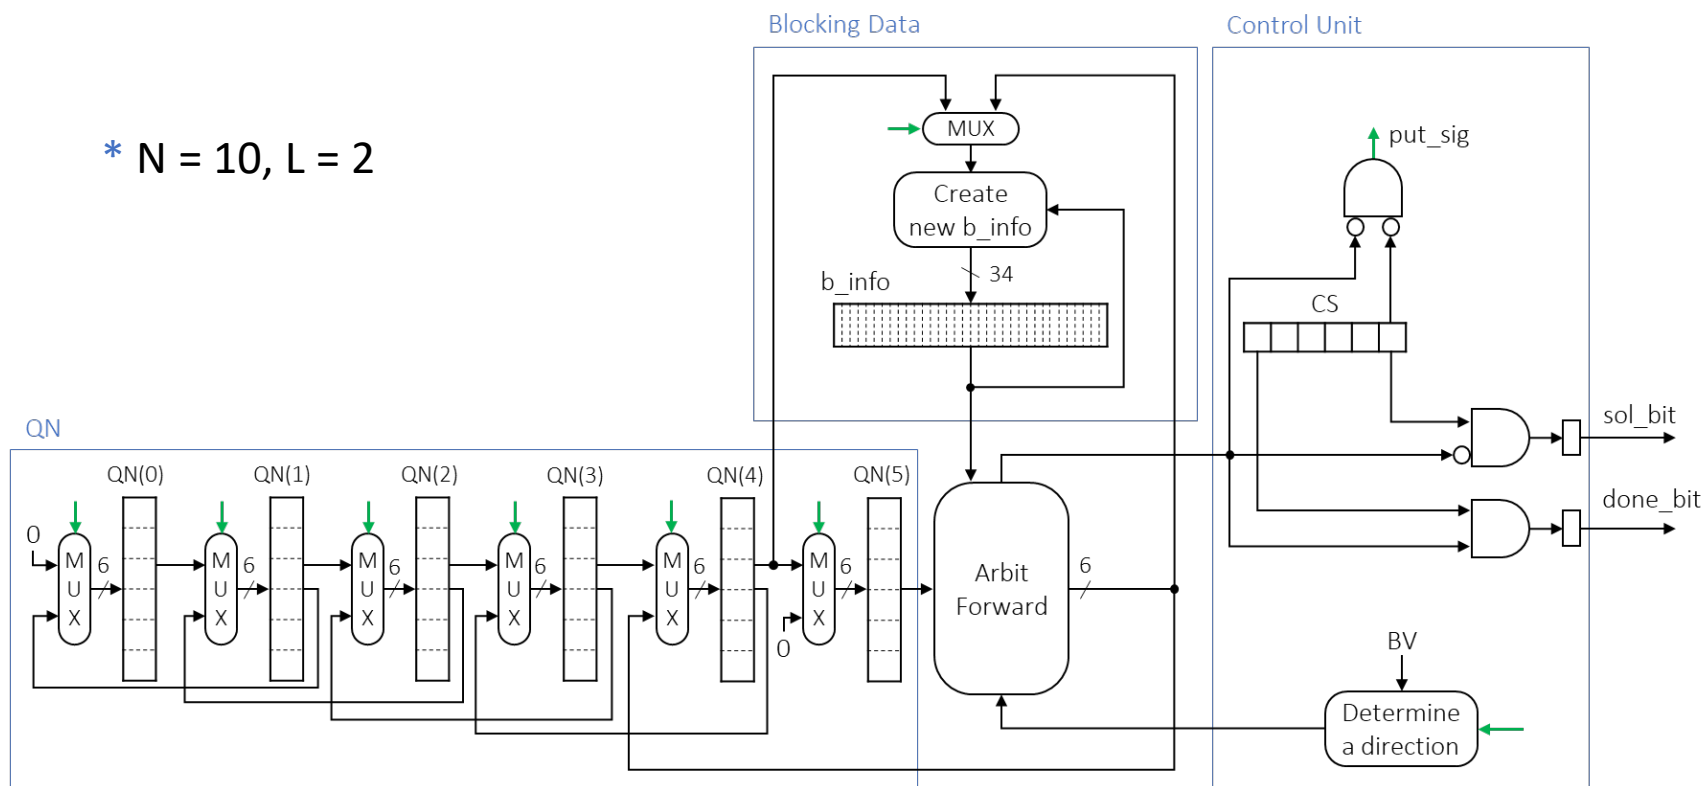 Blocking Data
Control Unit
* N = 10, L = 2
MUX
put_sig
Create
new b_info
34
b_info
CS
QN
sol_bit
done_bit
QN(0)
QN(1)
QN(2)
QN(3)
QN(4)
QN(5)
0
M
U
X
6
M
U
X
6
M
U
X
6
M
U
X
6
M
U
X
6
M
U
X
6
0
Arbit
Forward
6
BV
Determine
a direction